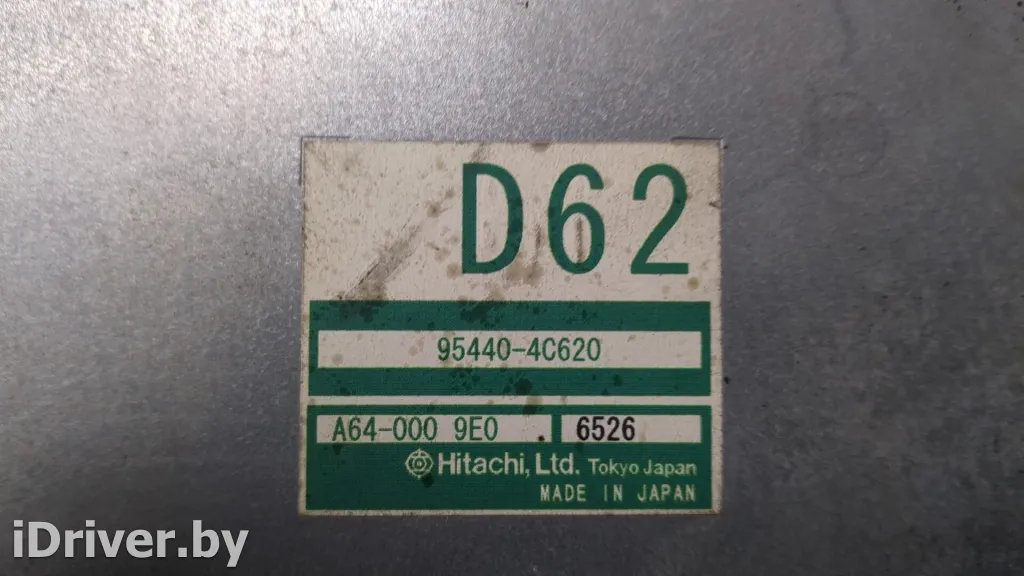 D62
95440-4C620
A64-000 9E0 6526
Hitachi, Ltd. Tokyo Japan
MADE IN JAPAN
iDriver.by